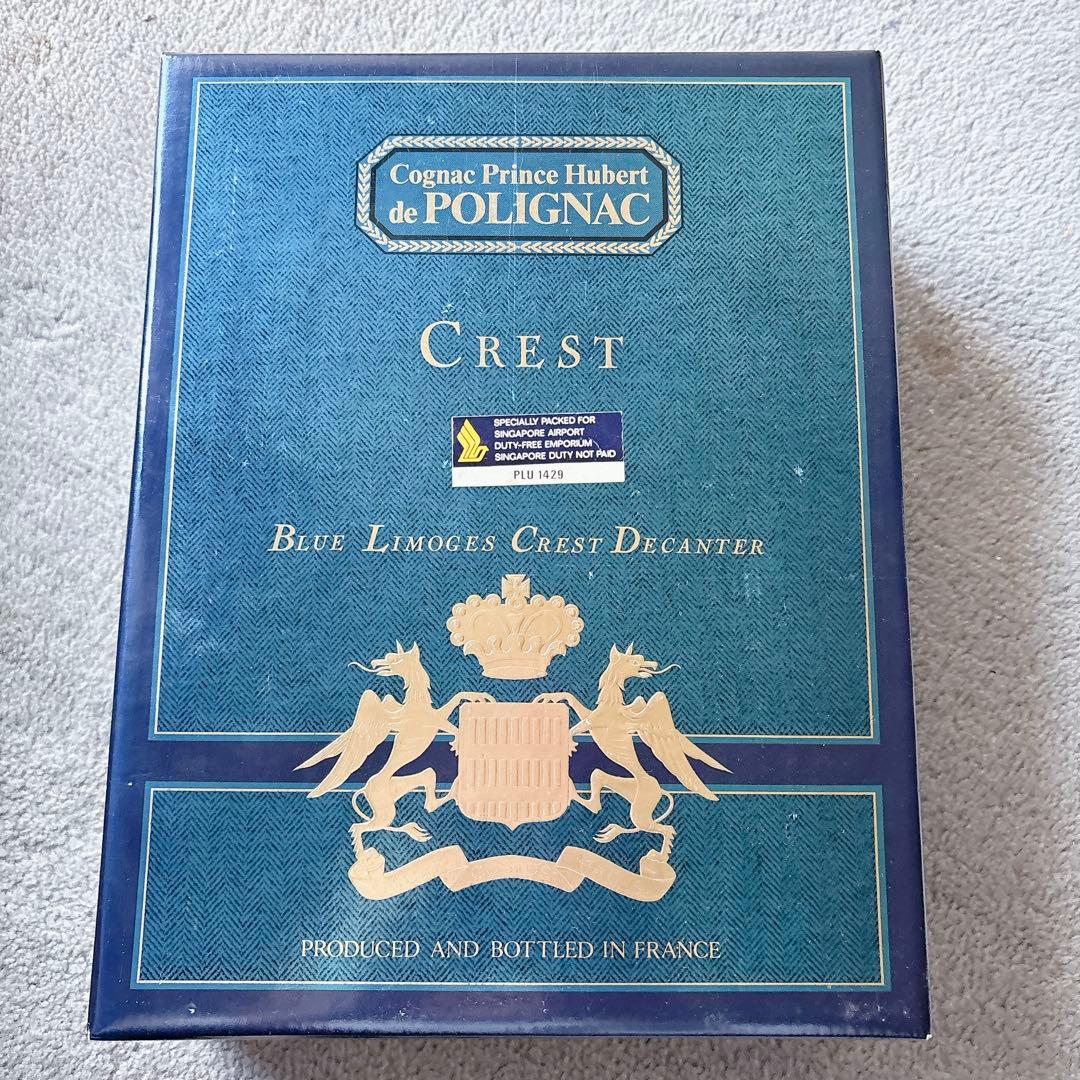 Cognac Prince Hubert
de POLIGNAC
CREST
SPECIALLY PACKED FOR
SINGAPORE AIRPORT
DUTY-FREE EMPORIUM
SINGAPORE DUTY NOT PAID
PLU 1429
BLUE LIMOGES CREST DECANTER
PRODUCED AND BOTTLED IN FRANCE